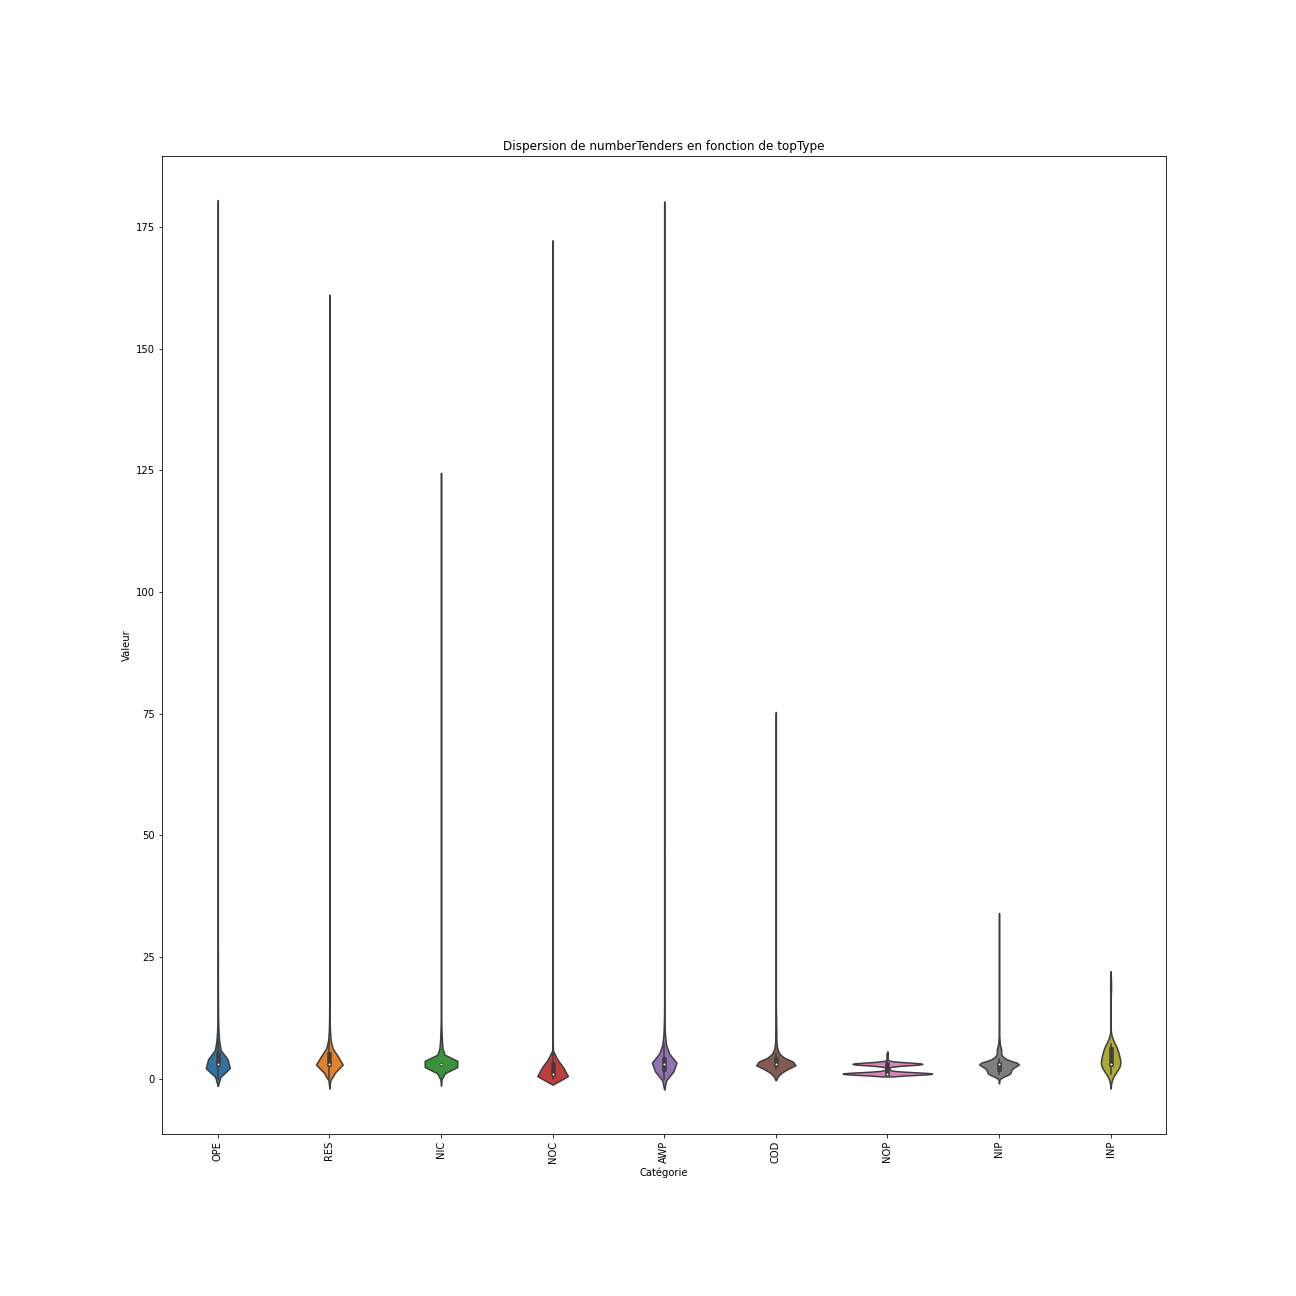 Dispersion de numberTenders en fonction de topType
175
150
125
100
75
50
25
0
Valeur
OPE
RES
NIC
NOC
AWP
COD
NOP
NIP
INP
Catégorie